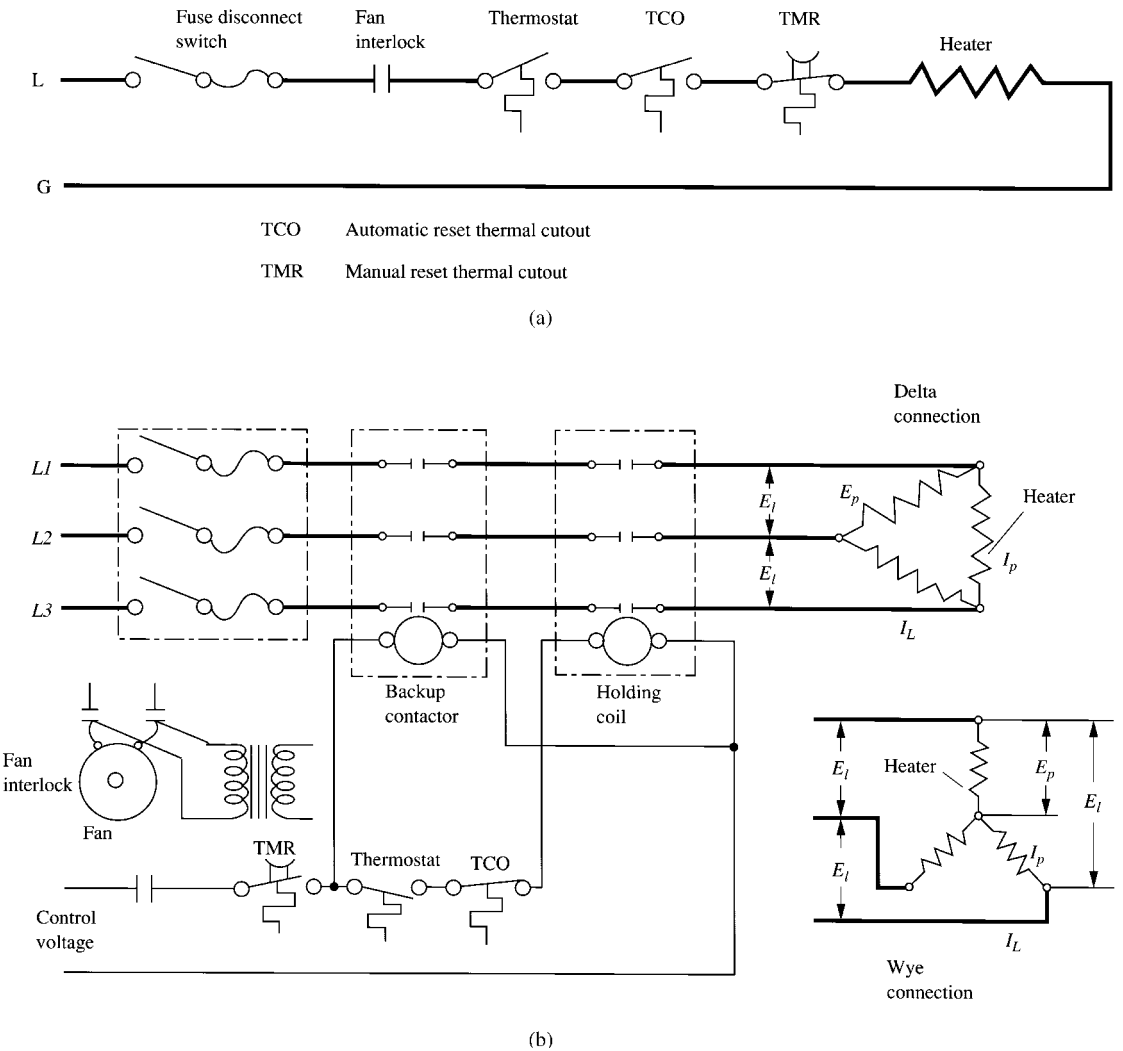 Fuse disconnect
switch
Fan
interlock
Thermostat
TCO
TMR
Heater
L
G
TCO Automatic reset thermal cutout
TMR Manual reset thermal cutout
(a)
Delta
connection
L1
L2
L3
E_l
E_l
E_p
Heater
I_p
I_L
Backup
contactor
Holding
coil
Fan
interlock
Fan
TMR
Thermostat
TCO
Control
voltage
E_l
E_l
Heater
E_p
E_l
I_p
I_L
Wye
connection
(b)